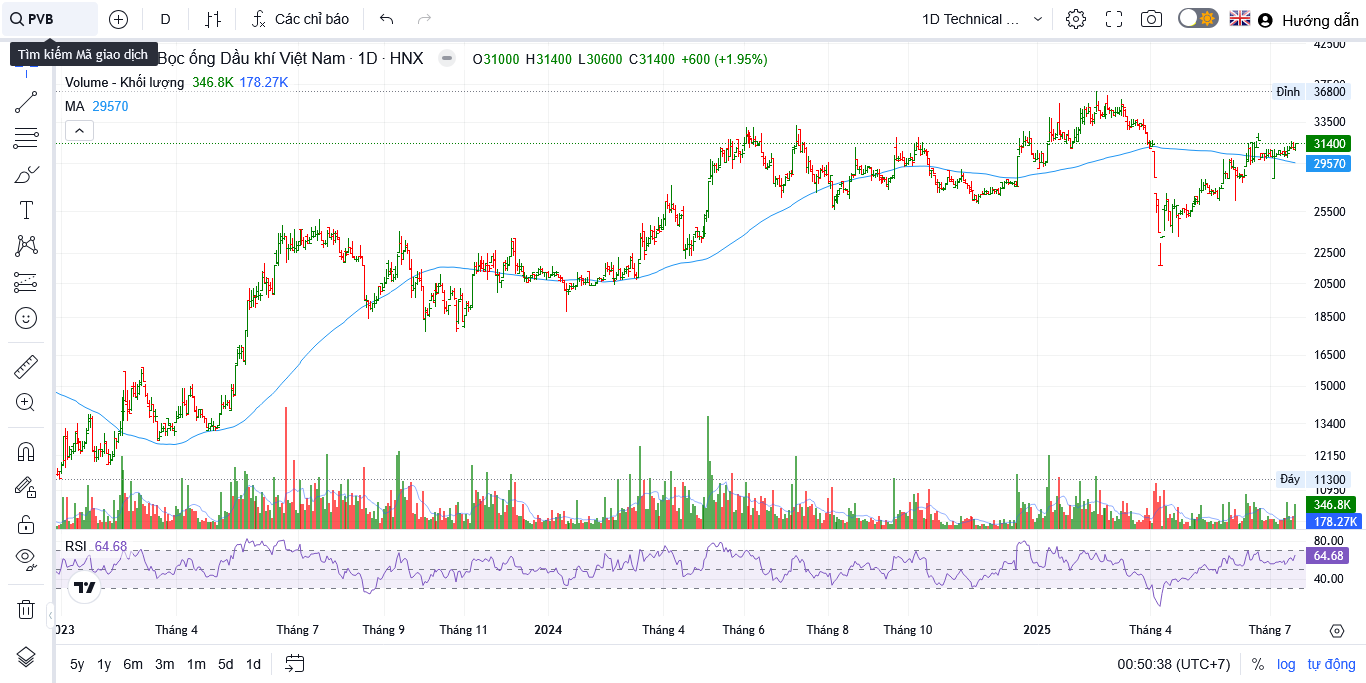 PVB D Các chỉ báo 1D Technical ... Hướng dẫn
Tìm kiếm Mã giao dịch
Bọc ống Dầu khí Việt Nam · 1D · HNX O31000 H31400 L30600 C31400 +600 (+1.95%)
Volume - Khối lượng 346.8K 178.27K
MA 29570
42500
37500
Đỉnh 36800
33500
31400
29570
25500
22500
20500
18500
16500
15000
13400
12150
Đáy 11300
10950
346.8K
178.27K
RSI 64.68
80.00
64.68
40.00
2023 Tháng 4 Tháng 7 Tháng 9 Tháng 11 2024 Tháng 4 Tháng 6 Tháng 8 Tháng 10 2025 Tháng 4 Tháng 7
5y 1y 6m 3m 1m 5d 1d 00:50:38 (UTC+7) % log tự động